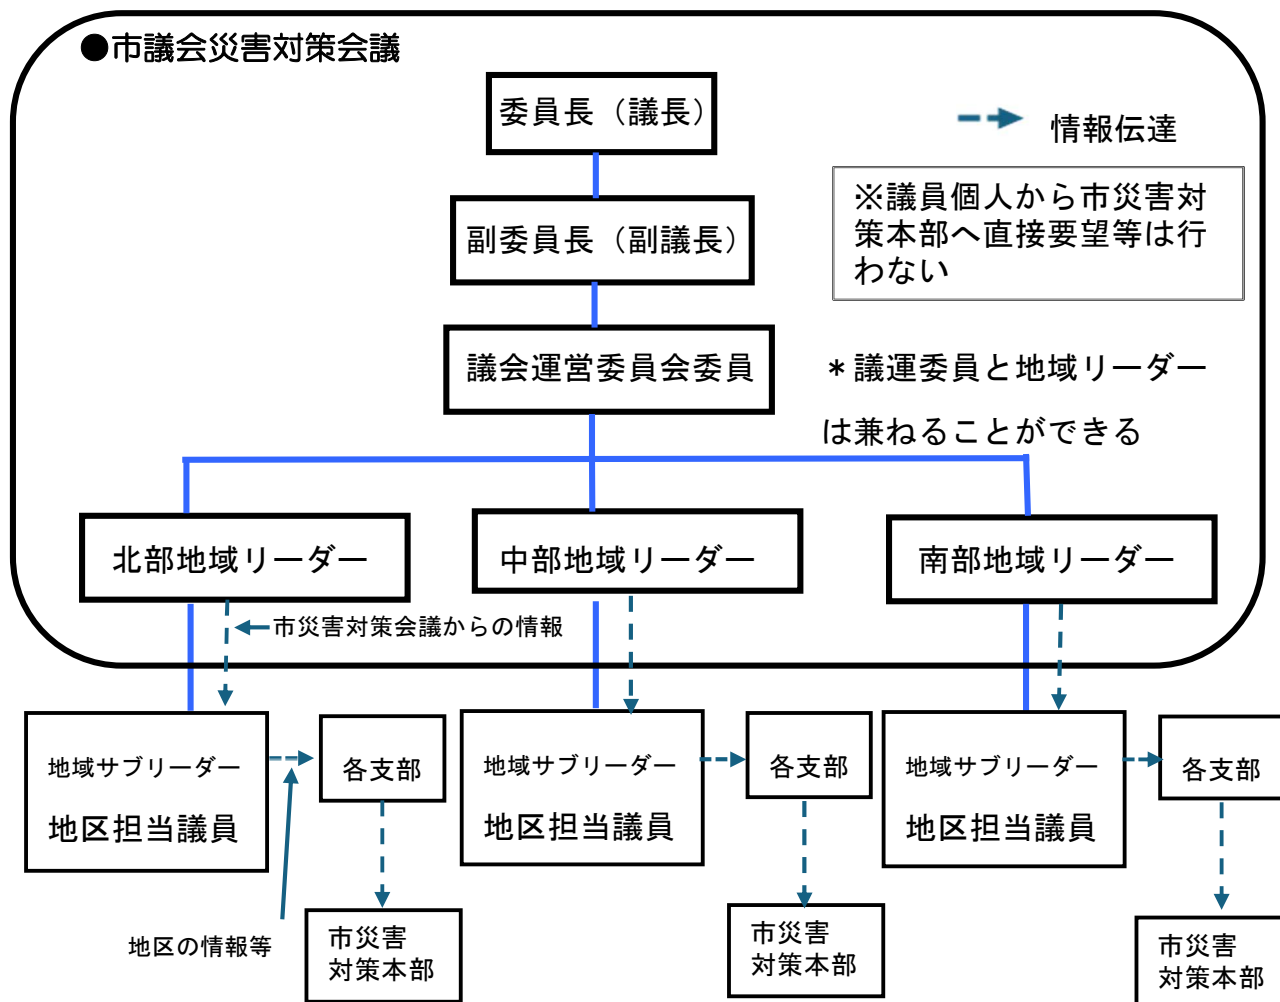 ●市議会災害対策会議
委員長（議長）
情報伝達
※議員個人から市災害対
策本部へ直接要望等は行
わない
副委員長（副議長）
議会運営委員会委員
＊議運委員と地域リーダー
は兼ねることができる
北部地域リーダー
中部地域リーダー
南部地域リーダー
市災害対策会議からの情報
地域サブリーダー
地区担当議員
各支部
地域サブリーダー
地区担当議員
各支部
地域サブリーダー
地区担当議員
各支部
地区の情報等
市災害
対策本部
市災害
対策本部
市災害
対策本部